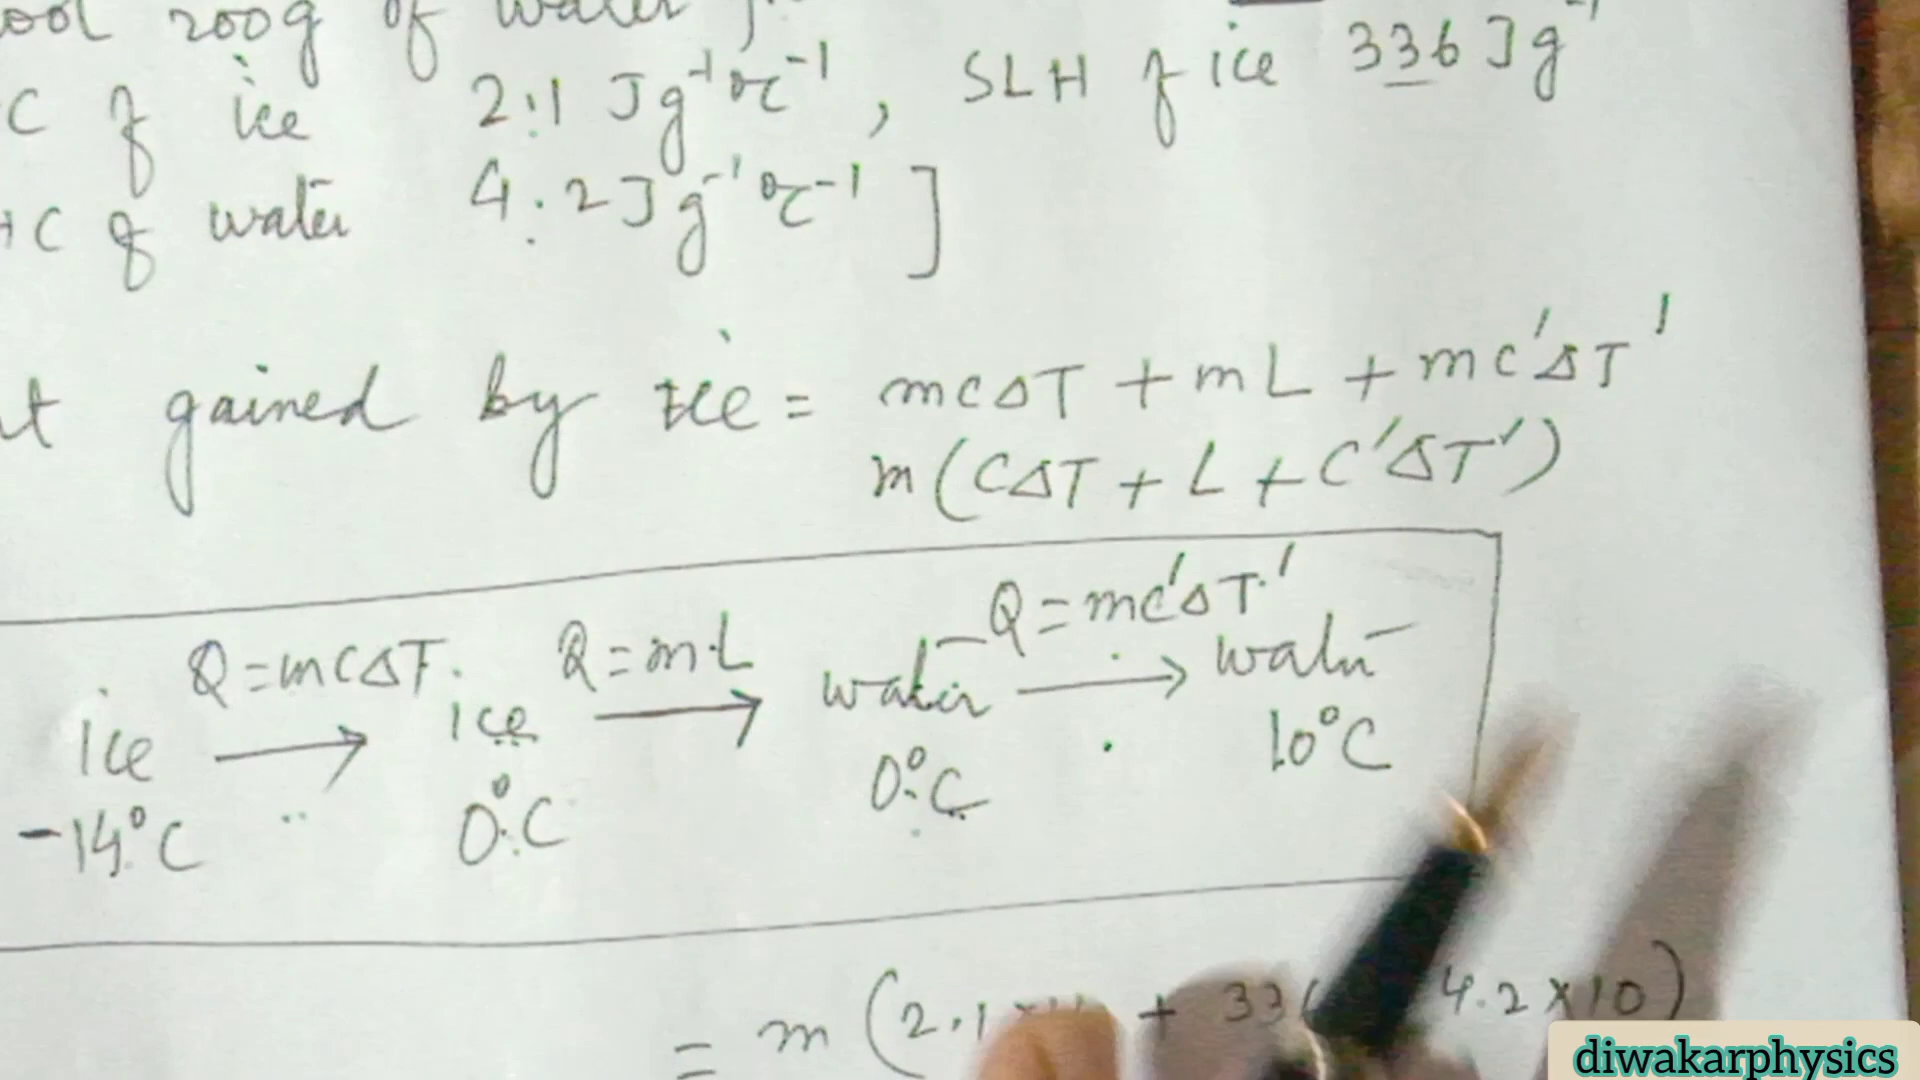 200g of water
C of ice 2.1 Jg⁻¹°C⁻¹, SLH of ice 336 Jg⁻¹
HC of water 4.2 Jg⁻¹°C⁻¹ ]
gained by ice = mcΔT + mL + mc'ΔT'
m(CΔT + L + C'ΔT')
Q = mcΔT. Q = m·L Q = mc'ΔT'
ice → ice → water → water
-14°C 0°C 0°C 10°C
= m (2.1 + 4.2×10)
diwakarphysics